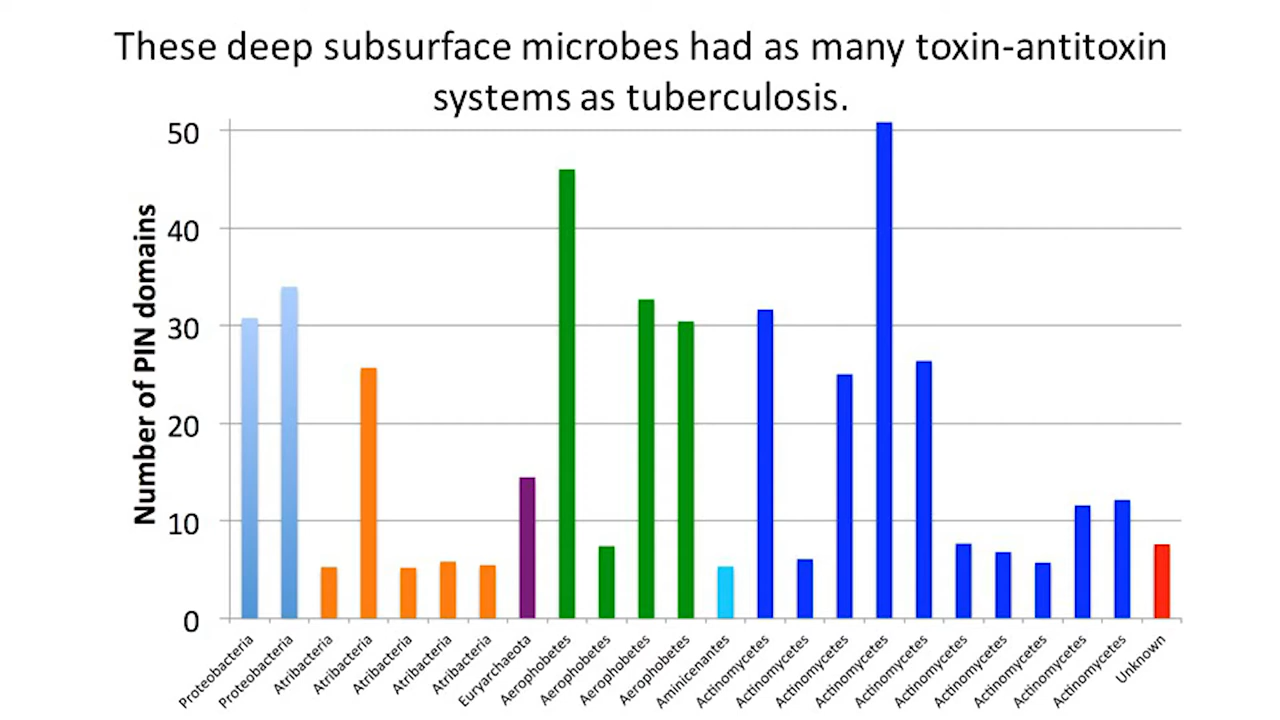 These deep subsurface microbes had as many toxin-antitoxin
systems as tuberculosis.
Number of PIN domains
50
40
30
20
10
0
Proteobacteria
Proteobacteria
Atribacteria
Atribacteria
Atribacteria
Atribacteria
Atribacteria
Euryarchaeota
Aerophobetes
Aerophobetes
Aerophobetes
Aerophobetes
Aminicenantes
Actinomycetes
Actinomycetes
Actinomycetes
Actinomycetes
Actinomycetes
Actinomycetes
Actinomycetes
Actinomycetes
Actinomycetes
Actinomycetes
Unknown